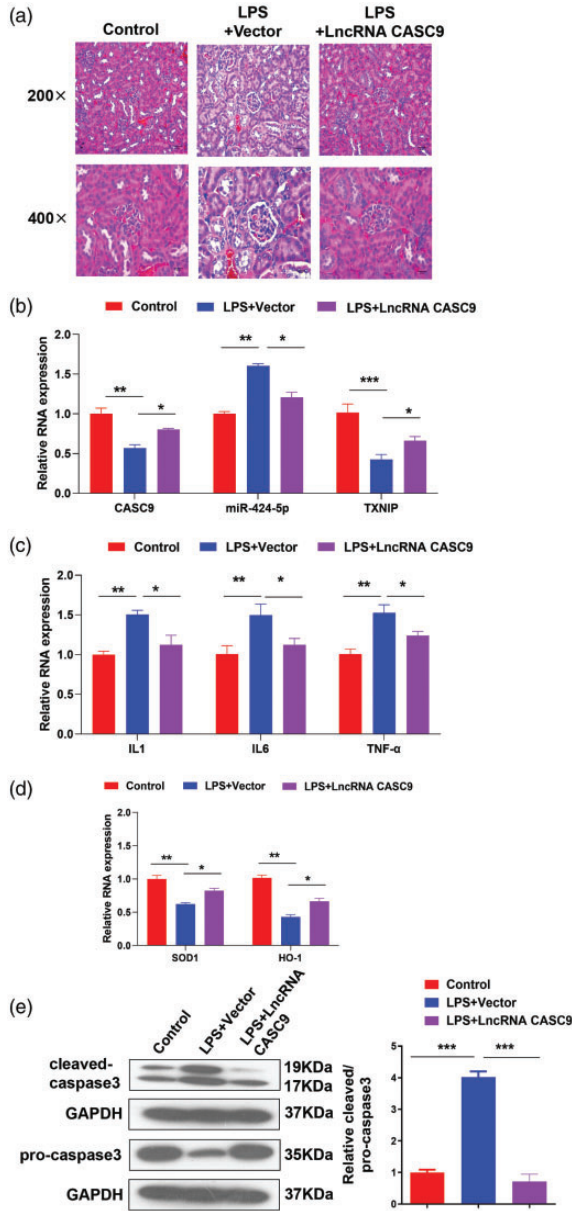 (a)
Control
LPS
+Vector
LPS
+LncRNA CASC9
200×
400×
(b)
Control LPS+Vector LPS+LncRNA CASC9
Relative RNA expression
2.0
1.5
1.0
0.5
0.0
** * ** * *** *
CASC9 miR-424-5p TXNIP
(c)
Control LPS+Vector LPS+LncRNA CASC9
Relative RNA expression
2.0
1.5
1.0
0.5
0.0
** * ** * ** *
IL1 IL6 TNF-α
(d)
Control LPS+Vector LPS+LncRNA CASC9
Relative RNA expression
2.0
1.5
1.0
0.5
0.0
** * ** *
SOD1 HO-1
(e)
Control
LPS+Vector
LPS+LncRNA
CASC9
cleaved-
caspase3
19KDa
17KDa
GAPDH 37KDa
pro-caspase3 35KDa
GAPDH 37KDa
Control
LPS+Vector
LPS+LncRNA CASC9
Relative cleaved/
pro-caspase3
5
4
3
2
1
0
*** ***